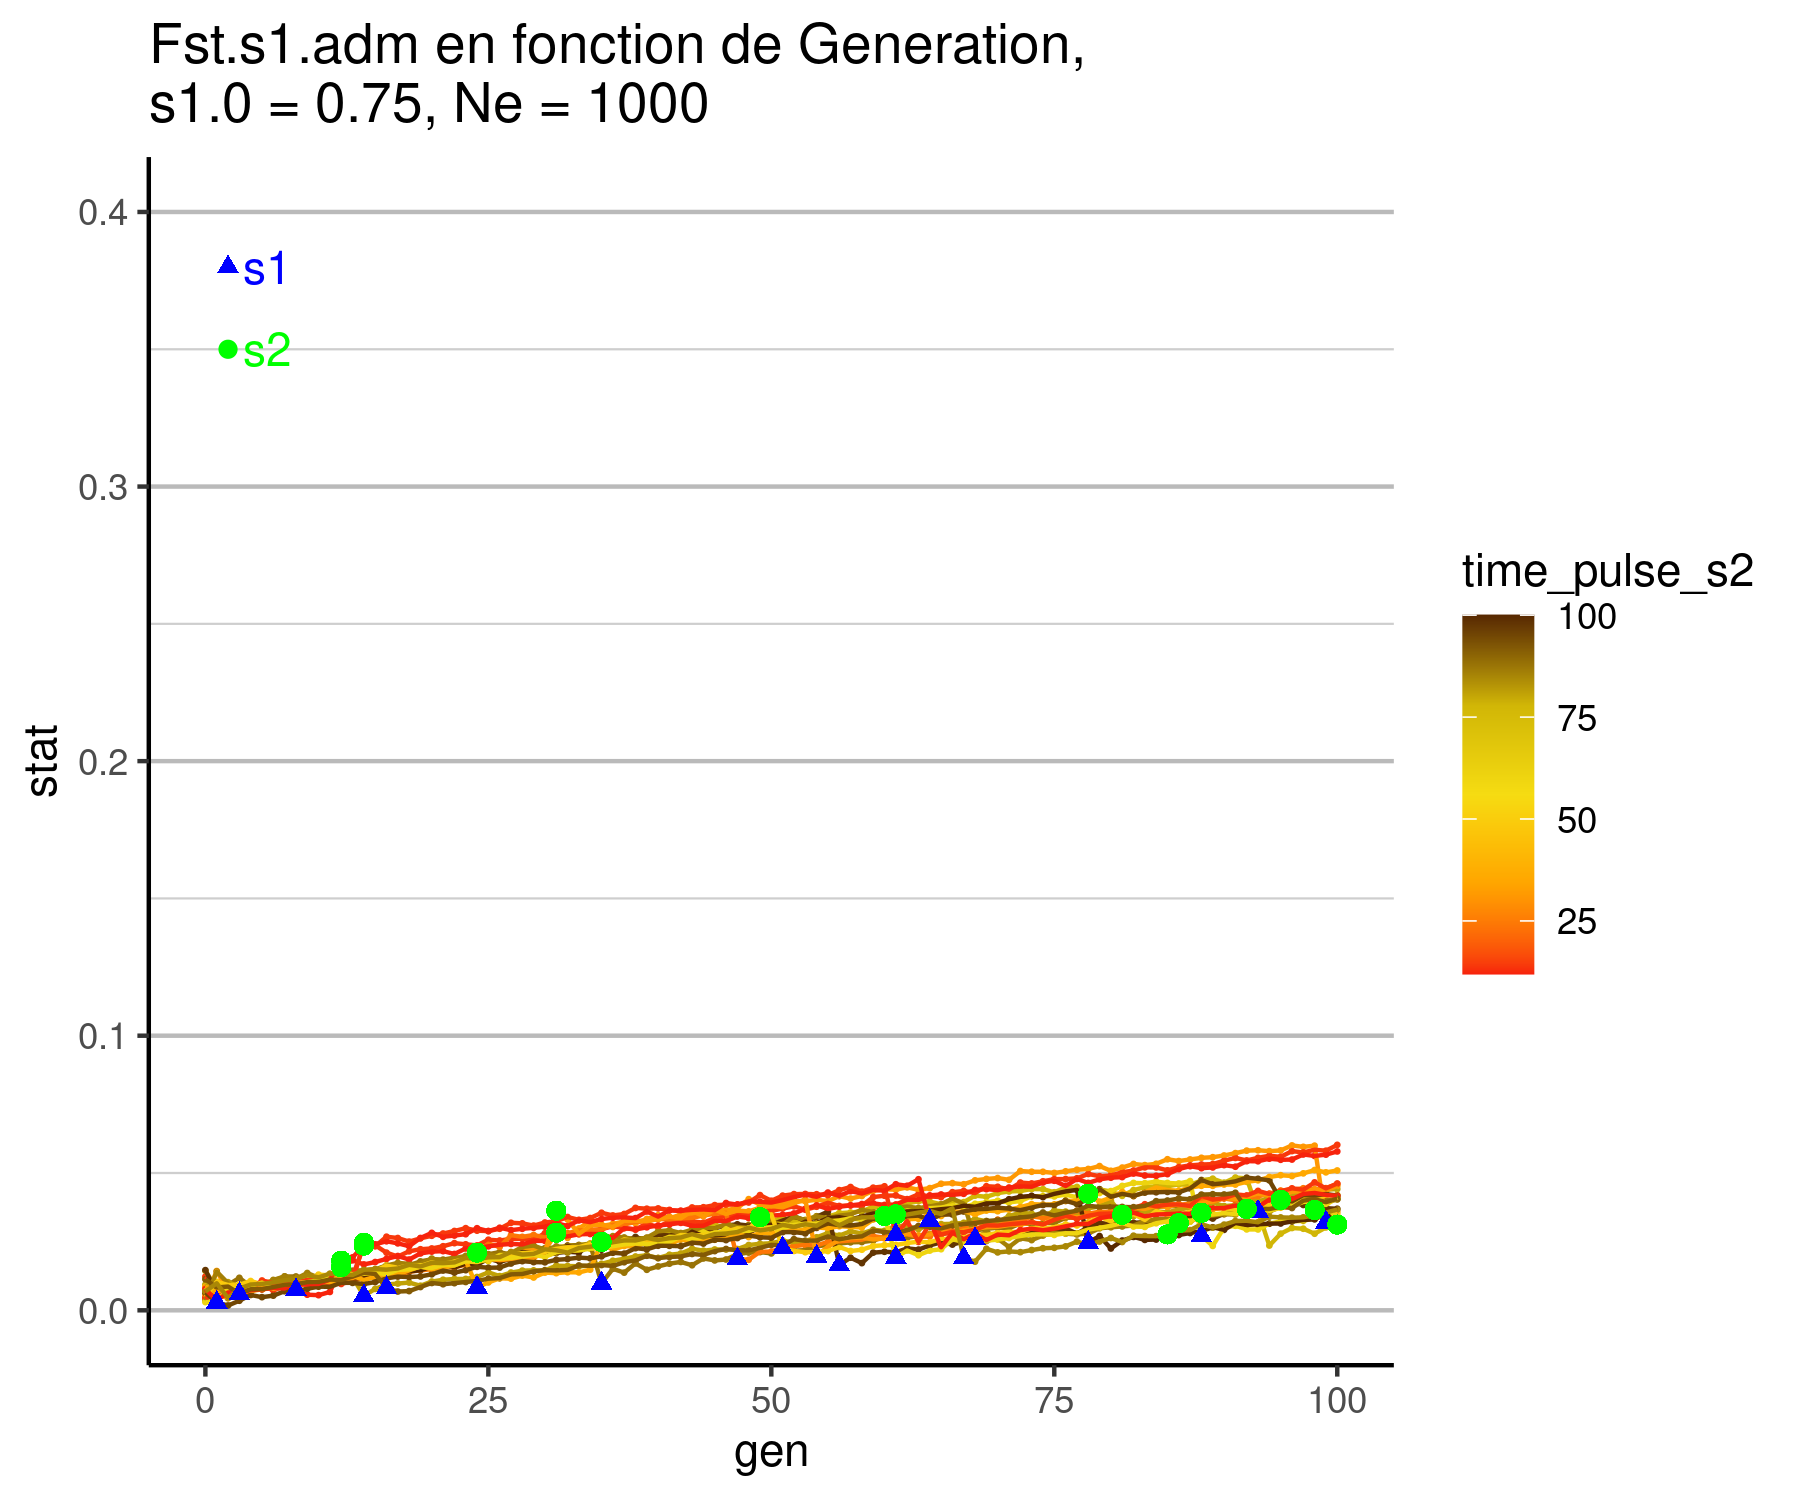 Fst.s1.adm en fonction de Generation,
s1.0 = 0.75, Ne = 1000
0.4
s1
s2
0.3
0.2
0.1
0.0
stat
0
25
50
75
100
gen
time_pulse_s2
100
75
50
25